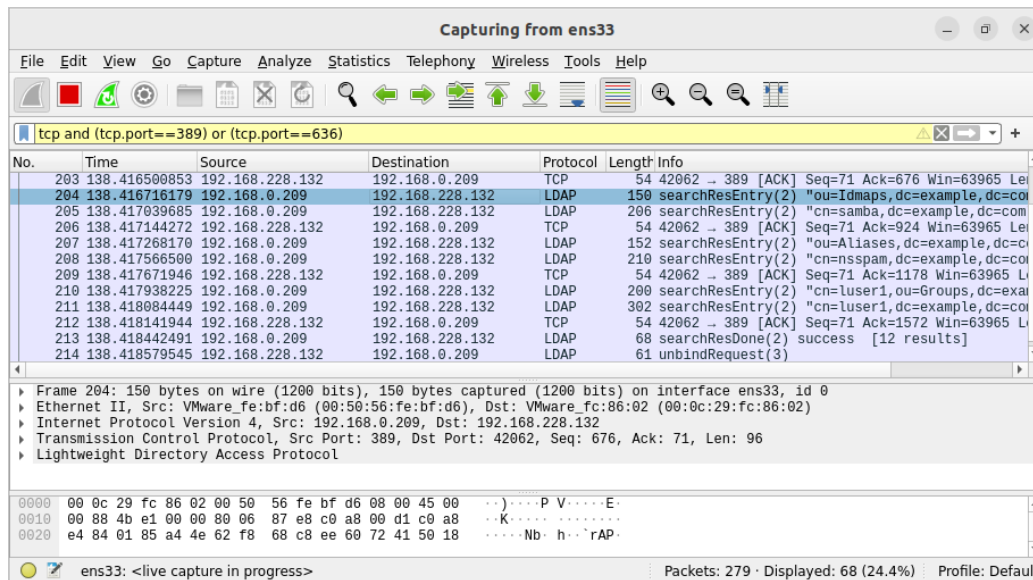 Capturing from ens33
File Edit View Go Capture Analyze Statistics Telephony Wireless Tools Help
tcp and (tcp.port==389) or (tcp.port==636)
No. Time Source Destination Protocol Length Info
203 138.416500853 192.168.228.132 192.168.0.209 TCP 54 42062 → 389 [ACK] Seq=71 Ack=676 Win=63965 Le
204 138.416716179 192.168.0.209 192.168.228.132 LDAP 150 searchResEntry(2) "ou=Idmaps,dc=example,dc=co
205 138.417039685 192.168.0.209 192.168.228.132 LDAP 206 searchResEntry(2) "cn=samba,dc=example,dc=com
206 138.417144272 192.168.228.132 192.168.0.209 TCP 54 42062 → 389 [ACK] Seq=71 Ack=924 Win=63965 Le
207 138.417268170 192.168.0.209 192.168.228.132 LDAP 152 searchResEntry(2) "ou=Aliases,dc=example,dc=c
208 138.417566500 192.168.0.209 192.168.228.132 LDAP 210 searchResEntry(2) "cn=nsspam,dc=example,dc=co
209 138.417671946 192.168.228.132 192.168.0.209 TCP 54 42062 → 389 [ACK] Seq=71 Ack=1178 Win=63965 L
210 138.417938225 192.168.0.209 192.168.228.132 LDAP 200 searchResEntry(2) "cn=luser1,ou=Groups,dc=exa
211 138.418084449 192.168.0.209 192.168.228.132 LDAP 302 searchResEntry(2) "cn=luser1,dc=example,dc=co
212 138.418141944 192.168.228.132 192.168.0.209 TCP 54 42062 → 389 [ACK] Seq=71 Ack=1572 Win=63965 L
213 138.418442491 192.168.0.209 192.168.228.132 LDAP 68 searchResDone(2) success [12 results]
214 138.418579545 192.168.228.132 192.168.0.209 LDAP 61 unbindRequest(3)
Frame 204: 150 bytes on wire (1200 bits), 150 bytes captured (1200 bits) on interface ens33, id 0
Ethernet II, Src: VMware_fe:bf:d6 (00:50:56:fe:bf:d6), Dst: VMware_fc:86:02 (00:0c:29:fc:86:02)
Internet Protocol Version 4, Src: 192.168.0.209, Dst: 192.168.228.132
Transmission Control Protocol, Src Port: 389, Dst Port: 42062, Seq: 676, Ack: 71, Len: 96
Lightweight Directory Access Protocol
0000 00 0c 29 fc 86 02 00 50 56 fe bf d6 08 00 45 00 ··)····P V·····E·
0010 00 88 4b e1 00 00 80 06 87 e8 c0 a8 00 d1 c0 a8 ··K····· ········
0020 e4 84 01 85 a4 4e 62 f8 68 c8 ee 60 72 41 50 18 ·····Nb· h··`rAP·
ens33: <live capture in progress> Packets: 279 · Displayed: 68 (24.4%) Profile: Defau